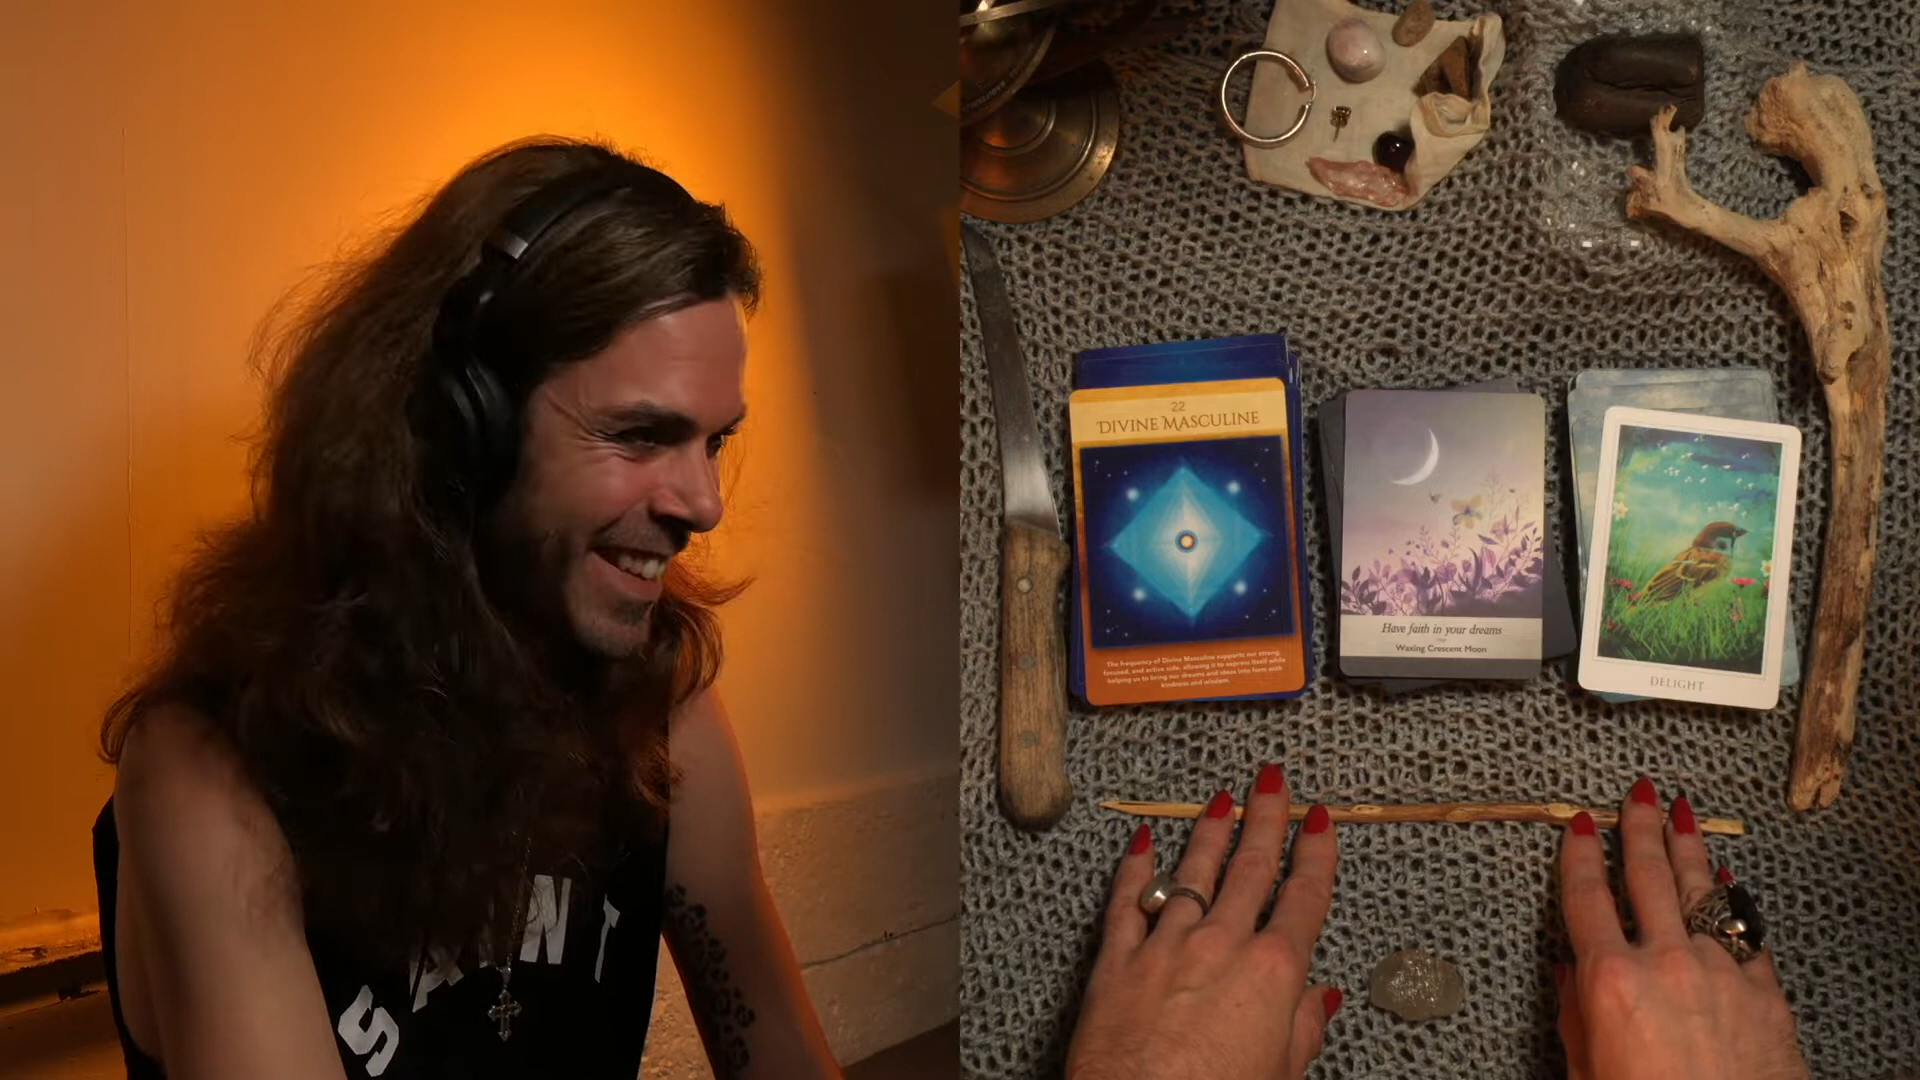 SAINT
22
DIVINE MASCULINE
The frequency of Divine Masculine supports our strong,
focused, and active side, allowing it to express itself while
helping us to bring our dreams and ideas into form with
kindness and wisdom.
Have faith in your dreams
Waxing Crescent Moon
DELIGHT